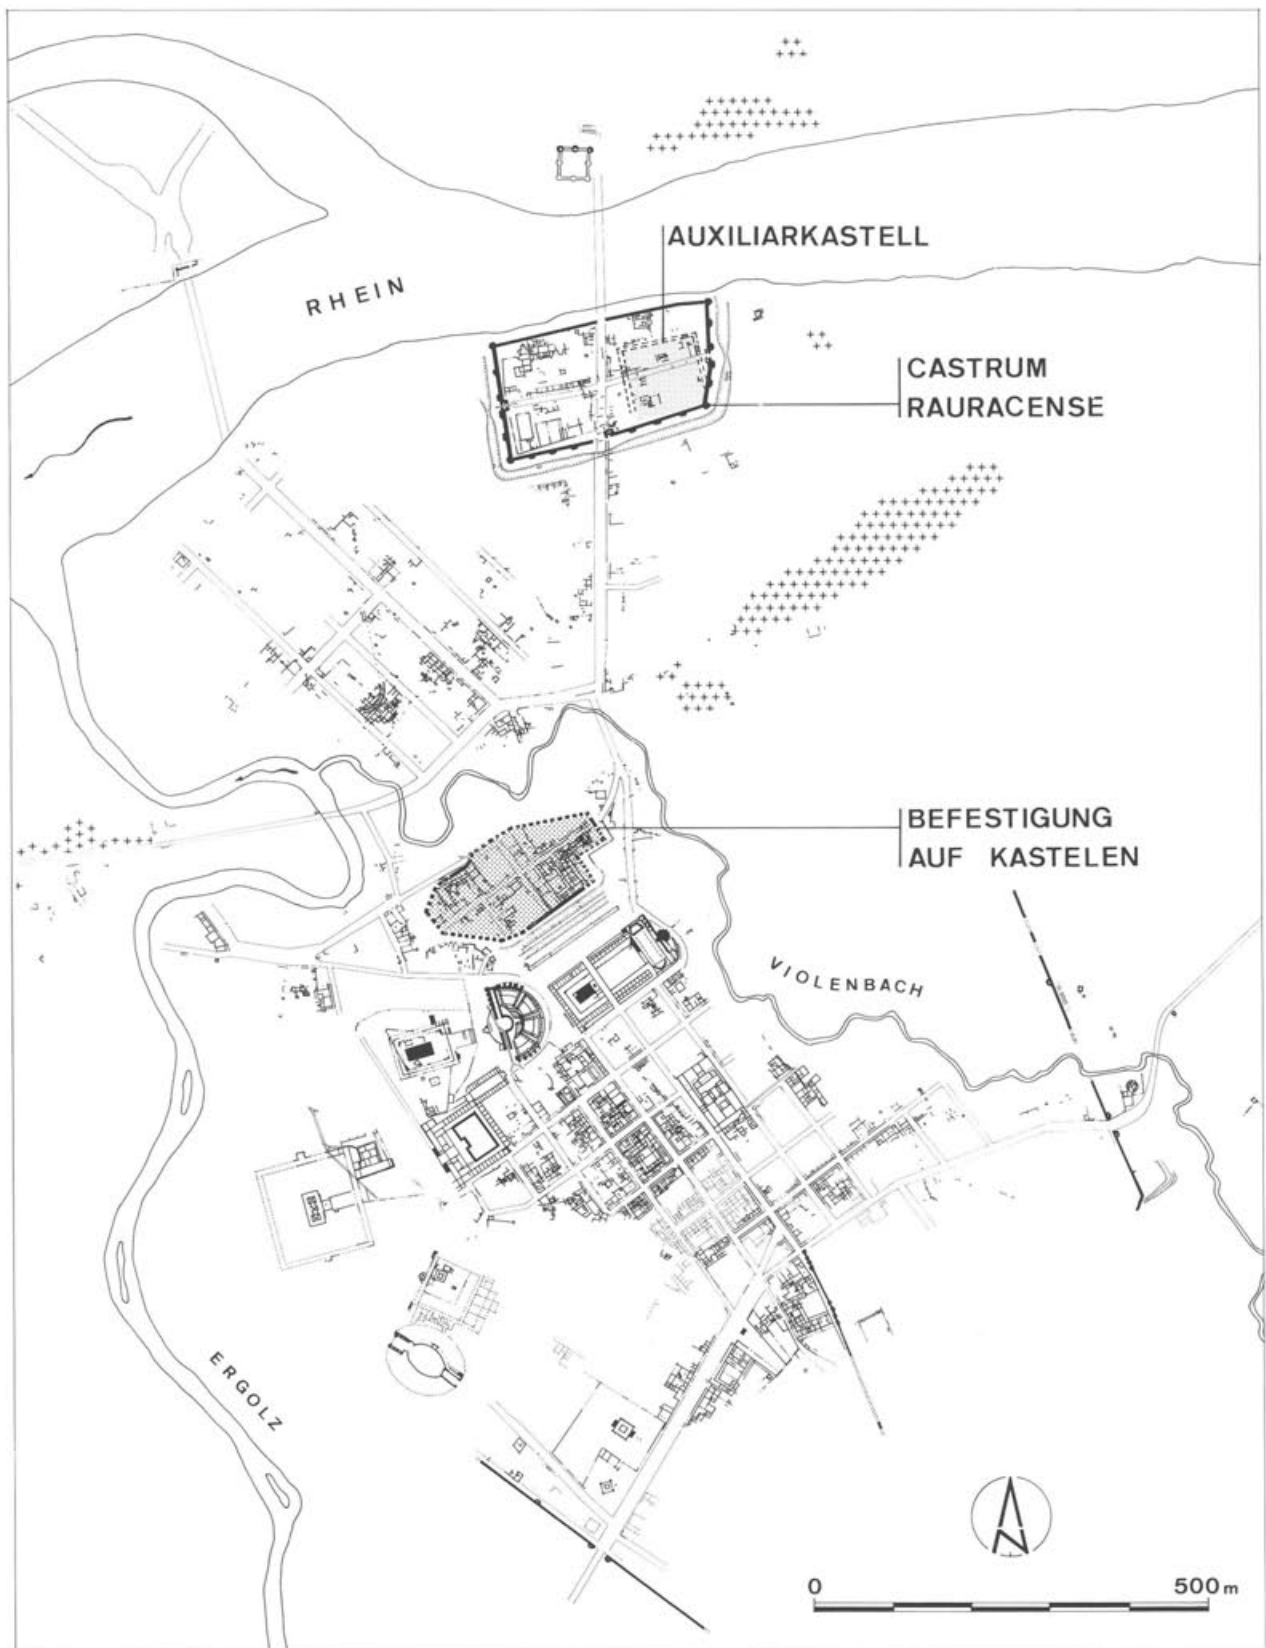 AUXILIARKASTELL
RHEIN
CASTRUM
RAURACENSE
BEFESTIGUNG
AUF KASTELEN
VIOLENBACH
ERGOLZ
N
0 500 m